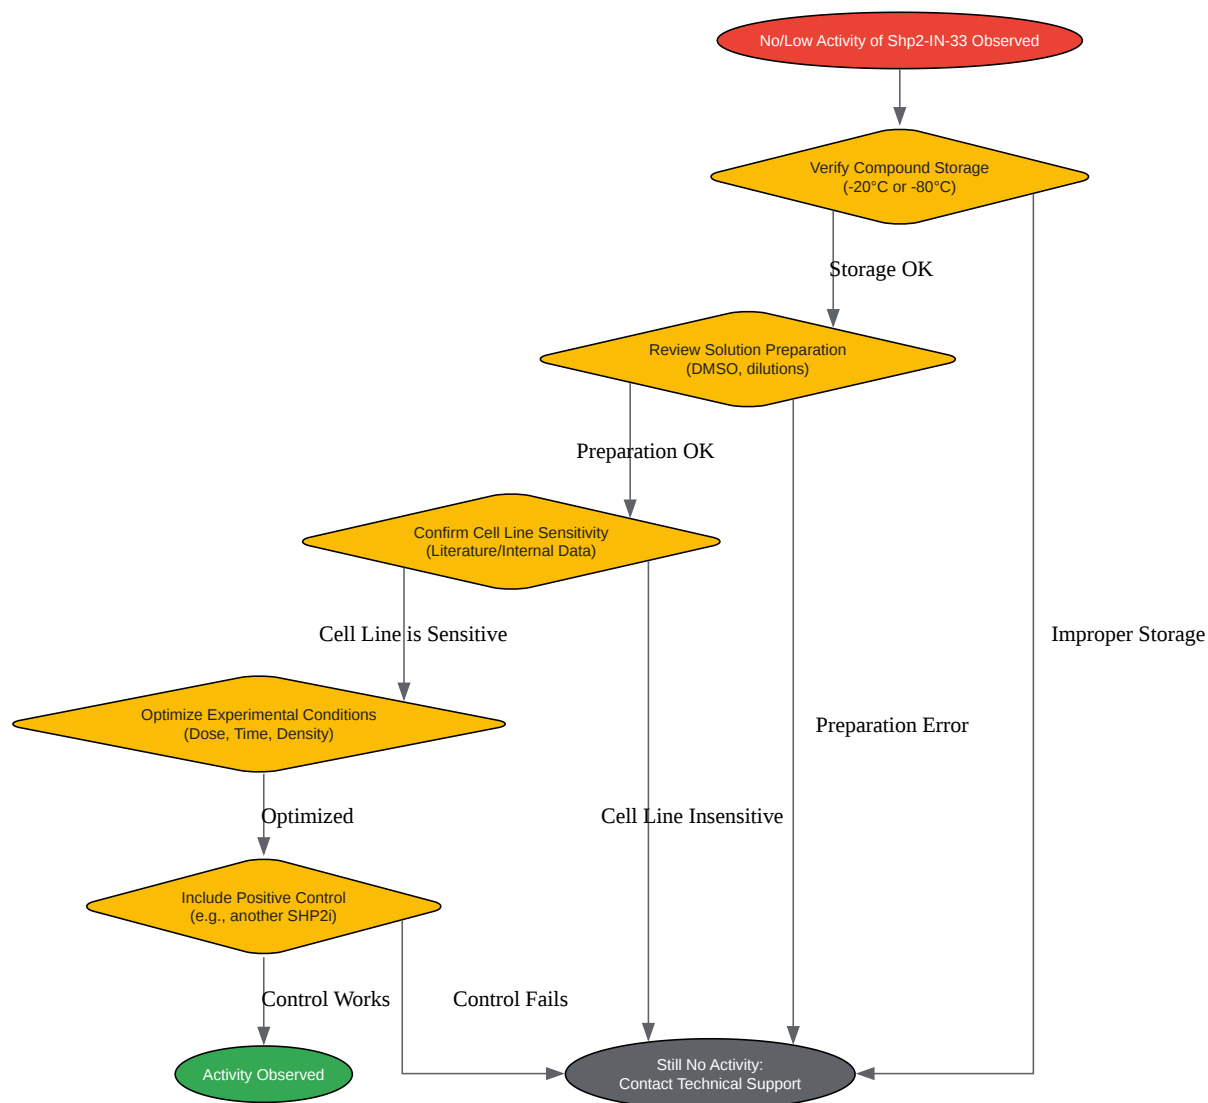 No/Low Activity of Shp2-IN-33 Observed
Verify Compound Storage
(-20°C or -80°C)
Storage OK
Review Solution Preparation
(DMSO, dilutions)
Preparation OK
Confirm Cell Line Sensitivity
(Literature/Internal Data)
Cell Line is Sensitive
Improper Storage
Optimize Experimental Conditions
(Dose, Time, Density)
Preparation Error
Optimized
Cell Line Insensitive
Include Positive Control
(e.g., another SHP2i)
Control Works
Control Fails
Activity Observed
Still No Activity:
Contact Technical Support